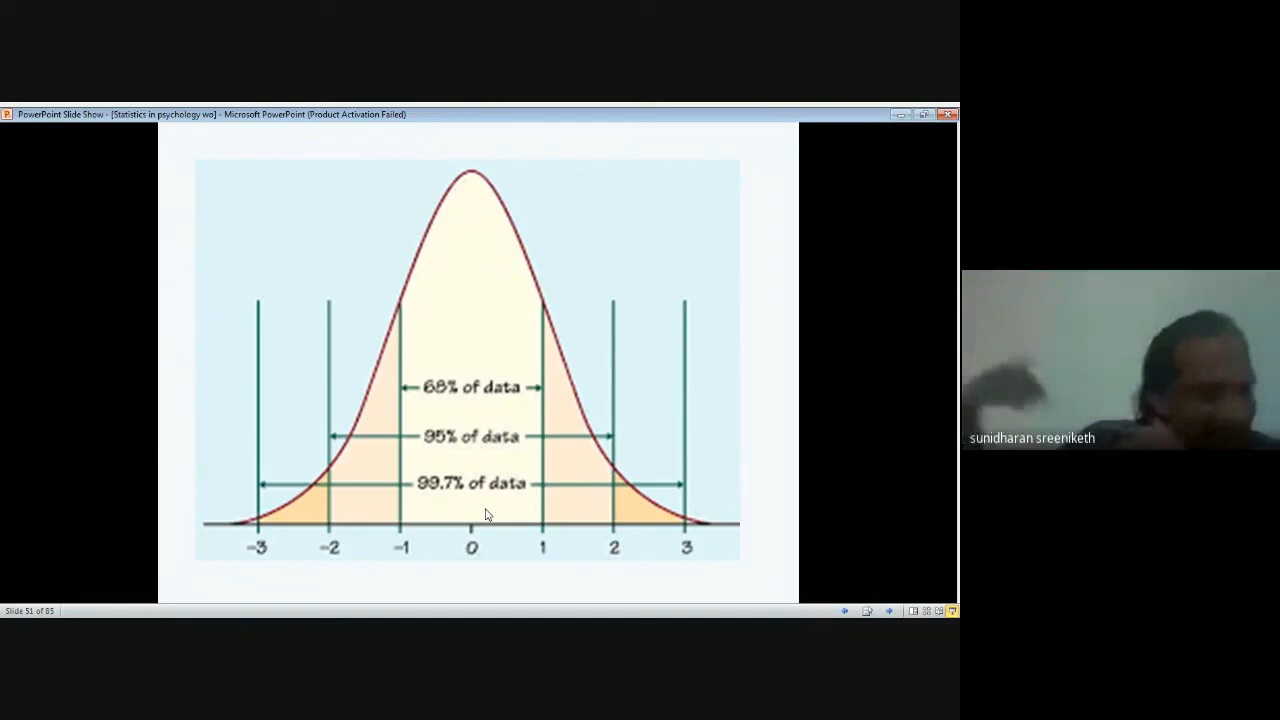 PowerPoint Slide Show - [Statistics in psychology wo] - Microsoft PowerPoint (Product Activation Failed)
68% of data
95% of data
99.7% of data
-3 -2 -1 0 1 2 3
sunidharan sreeniketh
Slide 51 of 85